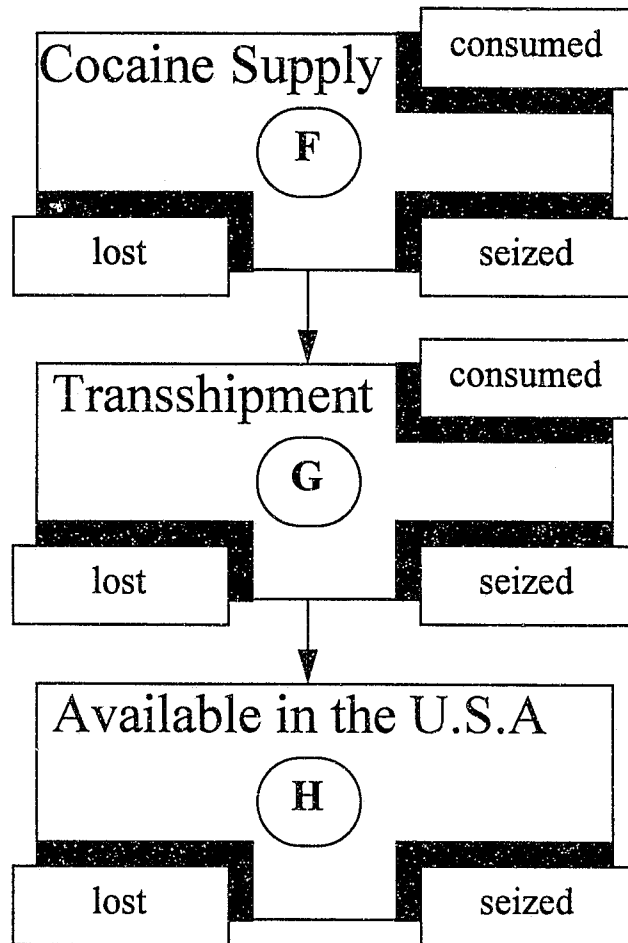 consumed
Cocaine Supply
F
lost
seized
consumed
Transshipment
G
lost
seized
Available in the U.S.A
H
lost
seized